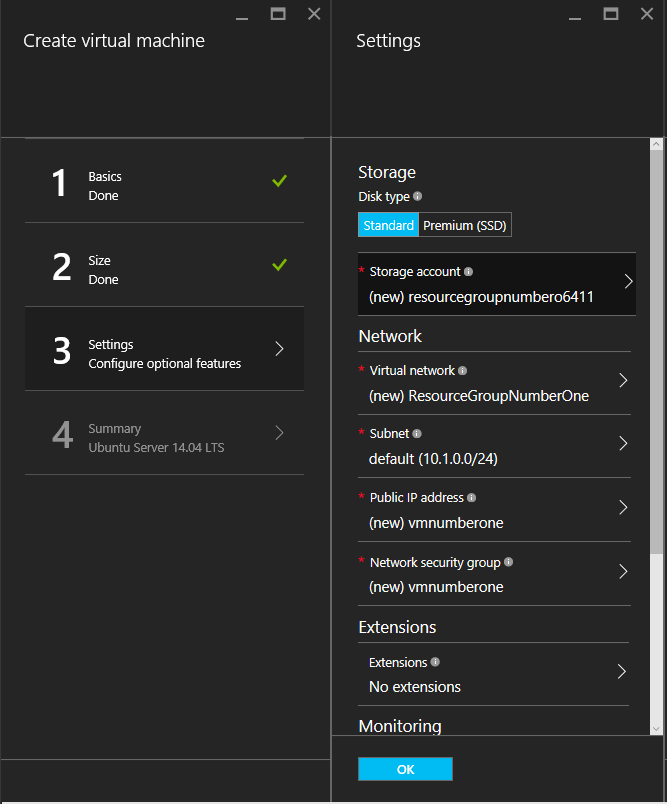 Create virtual machine
1
Basics
Done
2
Size
Done
3
Settings
Configure optional features
4
Summary
Ubuntu Server 14.04 LTS
Settings
Storage
Disk type
Standard Premium (SSD)
* Storage account
(new) resourcegroupnumbero6411
Network
* Virtual network
(new) ResourceGroupNumberOne
* Subnet
default (10.1.0.0/24)
* Public IP address
(new) vmnumberone
* Network security group
(new) vmnumberone
Extensions
Extensions
No extensions
Monitoring
OK